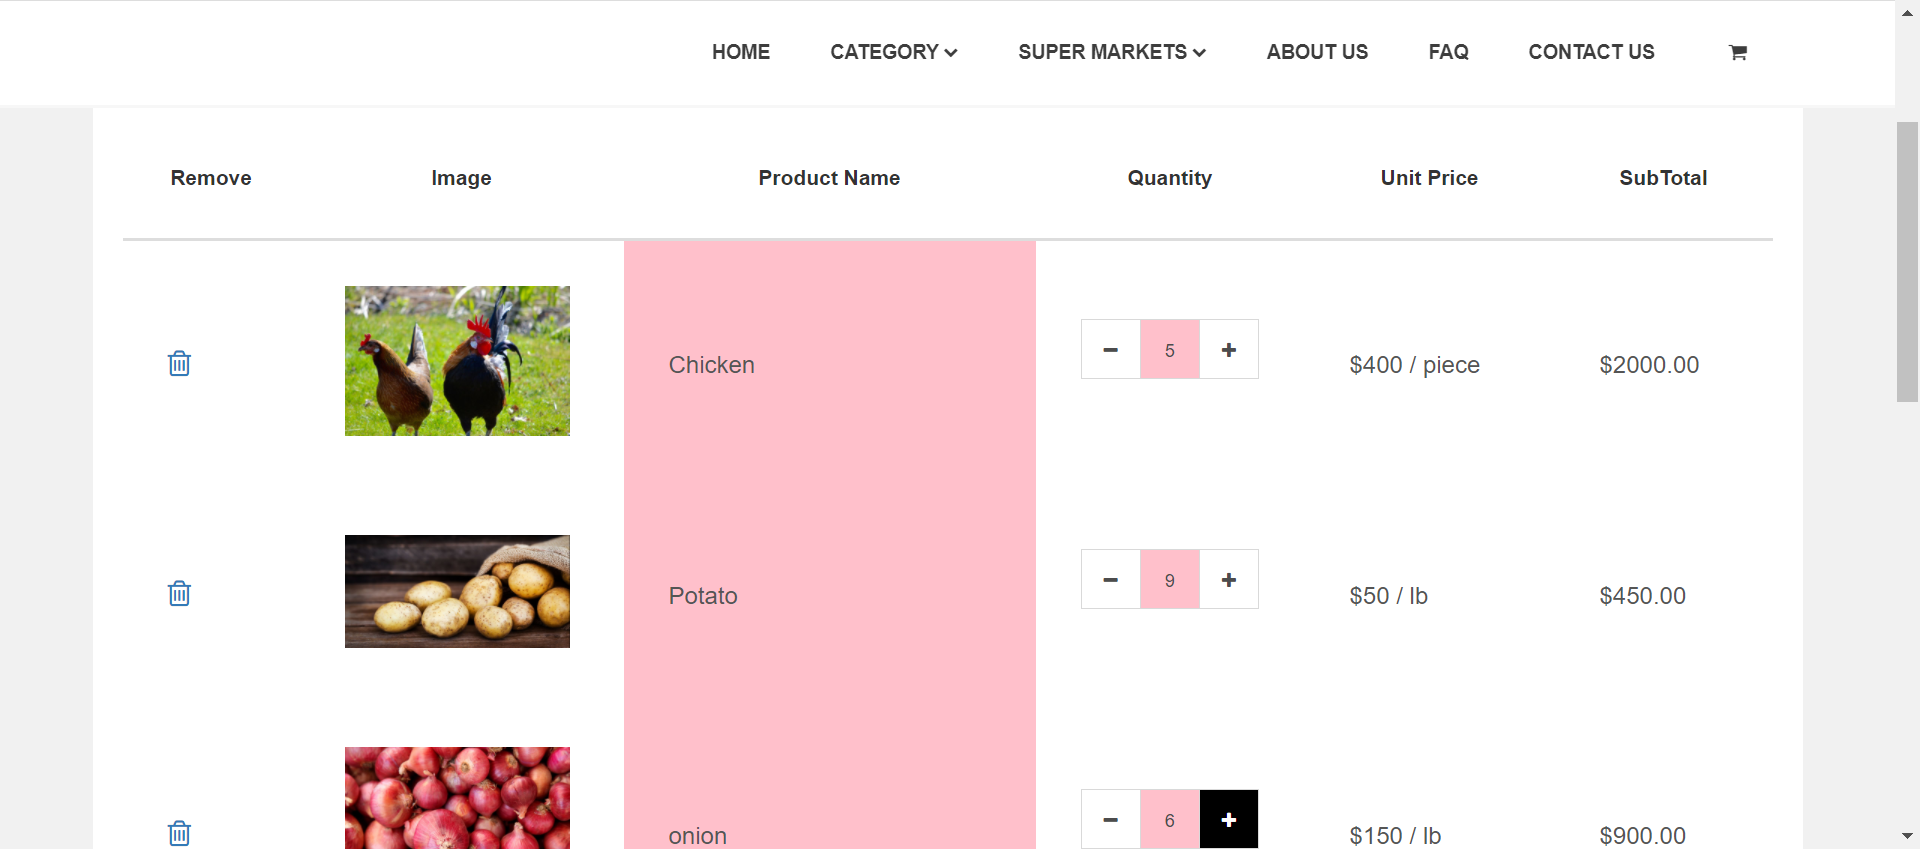 HOME CATEGORY SUPER MARKETS ABOUT US FAQ CONTACT US
Remove Image Product Name Quantity Unit Price SubTotal
Chicken 5 $400 / piece $2000.00
Potato 9 $50 / lb $450.00
onion 6 $150 / lb $900.00